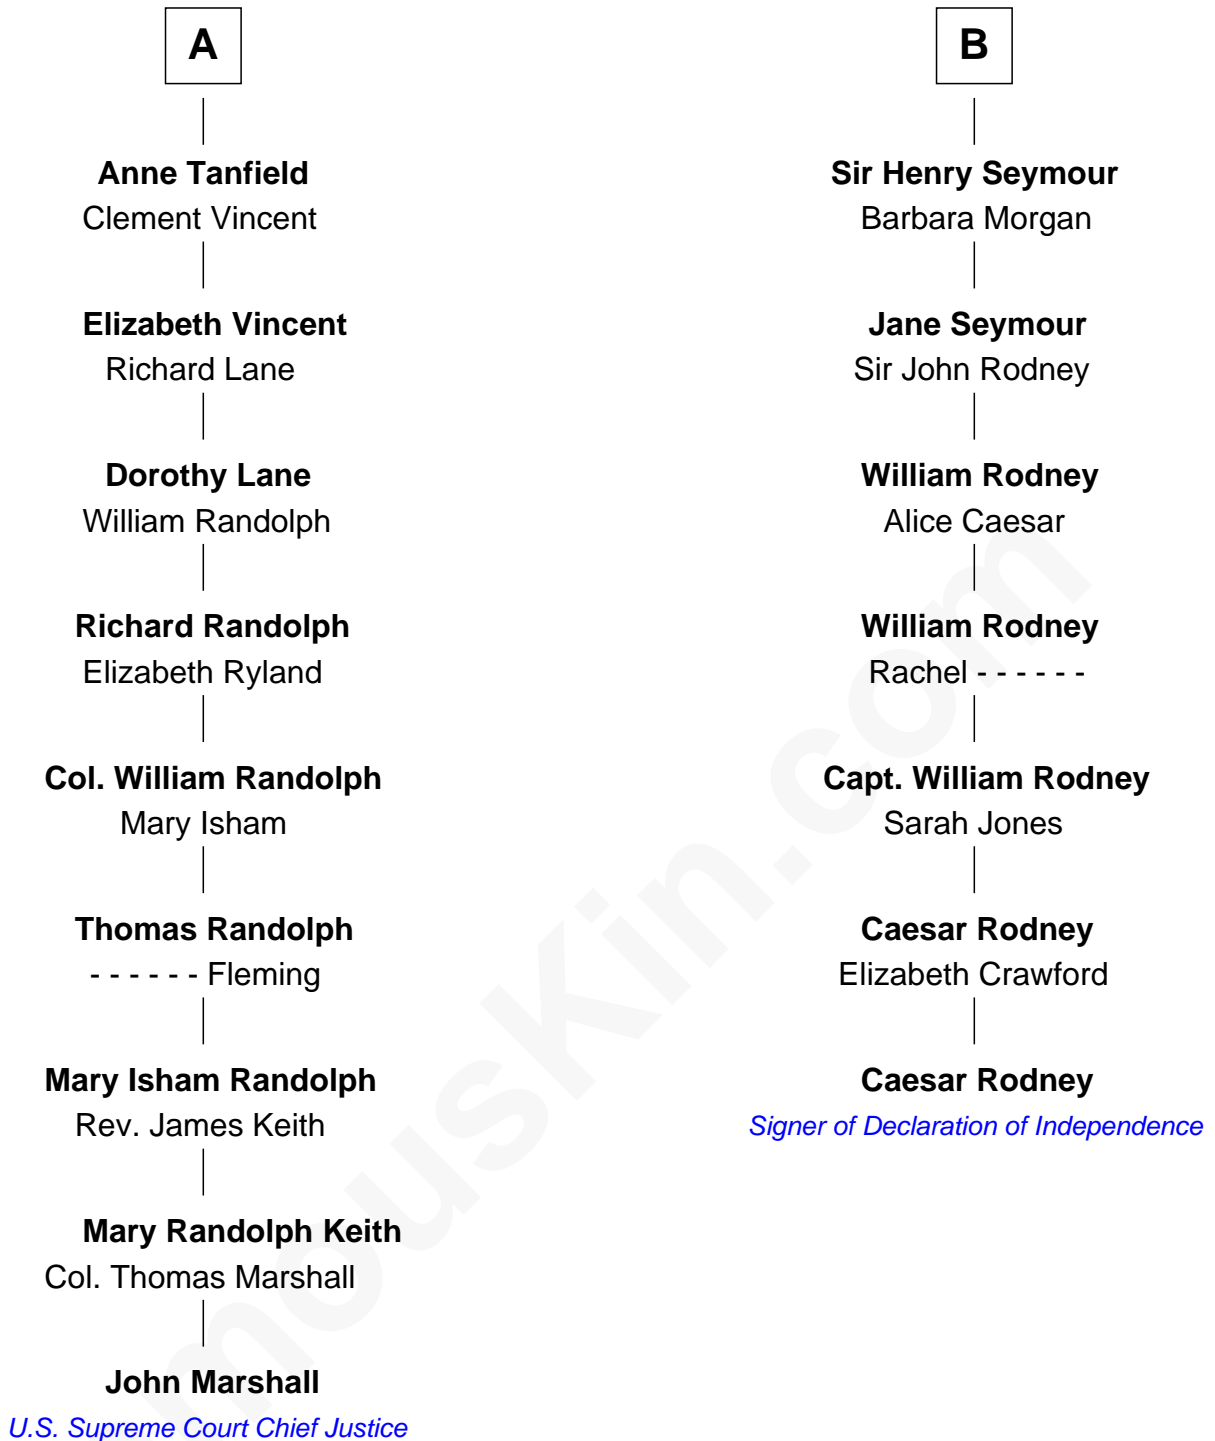 A
Anne Tanfield
Clement Vincent
Elizabeth Vincent
Richard Lane
Dorothy Lane
William Randolph
Richard Randolph
Elizabeth Ryland
Col. William Randolph
Mary Isham
Thomas Randolph
- - - - - - Fleming
Mary Isham Randolph
Rev. James Keith
Mary Randolph Keith
Col. Thomas Marshall
John Marshall
U.S. Supreme Court Chief Justice
B
Sir Henry Seymour
Barbara Morgan
Jane Seymour
Sir John Rodney
William Rodney
Alice Caesar
William Rodney
Rachel - - - - - -
Capt. William Rodney
Sarah Jones
Caesar Rodney
Elizabeth Crawford
Caesar Rodney
Signer of Declaration of Independence
mousKin.com